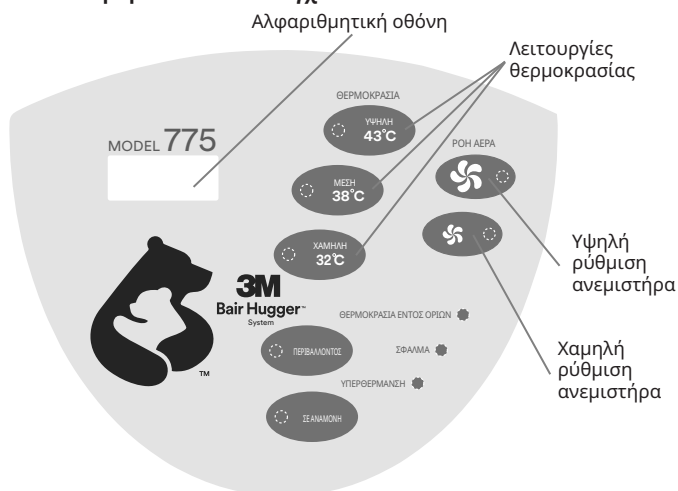 Αλφαριθμητική οθόνη
Λειτουργίες
θερμοκρασίας
ΘΕΡΜΟΚΡΑΣΙΑ
ΥΨΗΛΗ
43°C
MODEL 775
ΡΟΗ ΑΕΡΑ
ΜΕΣΗ
38°C
ΧΑΜΗΛΗ
32°C
Υψηλή
ρύθμιση
ανεμιστήρα
3M
Bair Hugger™
System
ΘΕΡΜΟΚΡΑΣΙΑ ΕΝΤΟΣ ΟΡΙΩΝ
ΠΕΡΙΒΑΛΛΟΝΤΟΣ
ΣΦΑΛΜΑ
Χαμηλή
ρύθμιση
ανεμιστήρα
TM
ΥΠΕΡΘΕΡΜΑΝΣΗ
ΣΕ ΑΝΑΜΟΝΗ